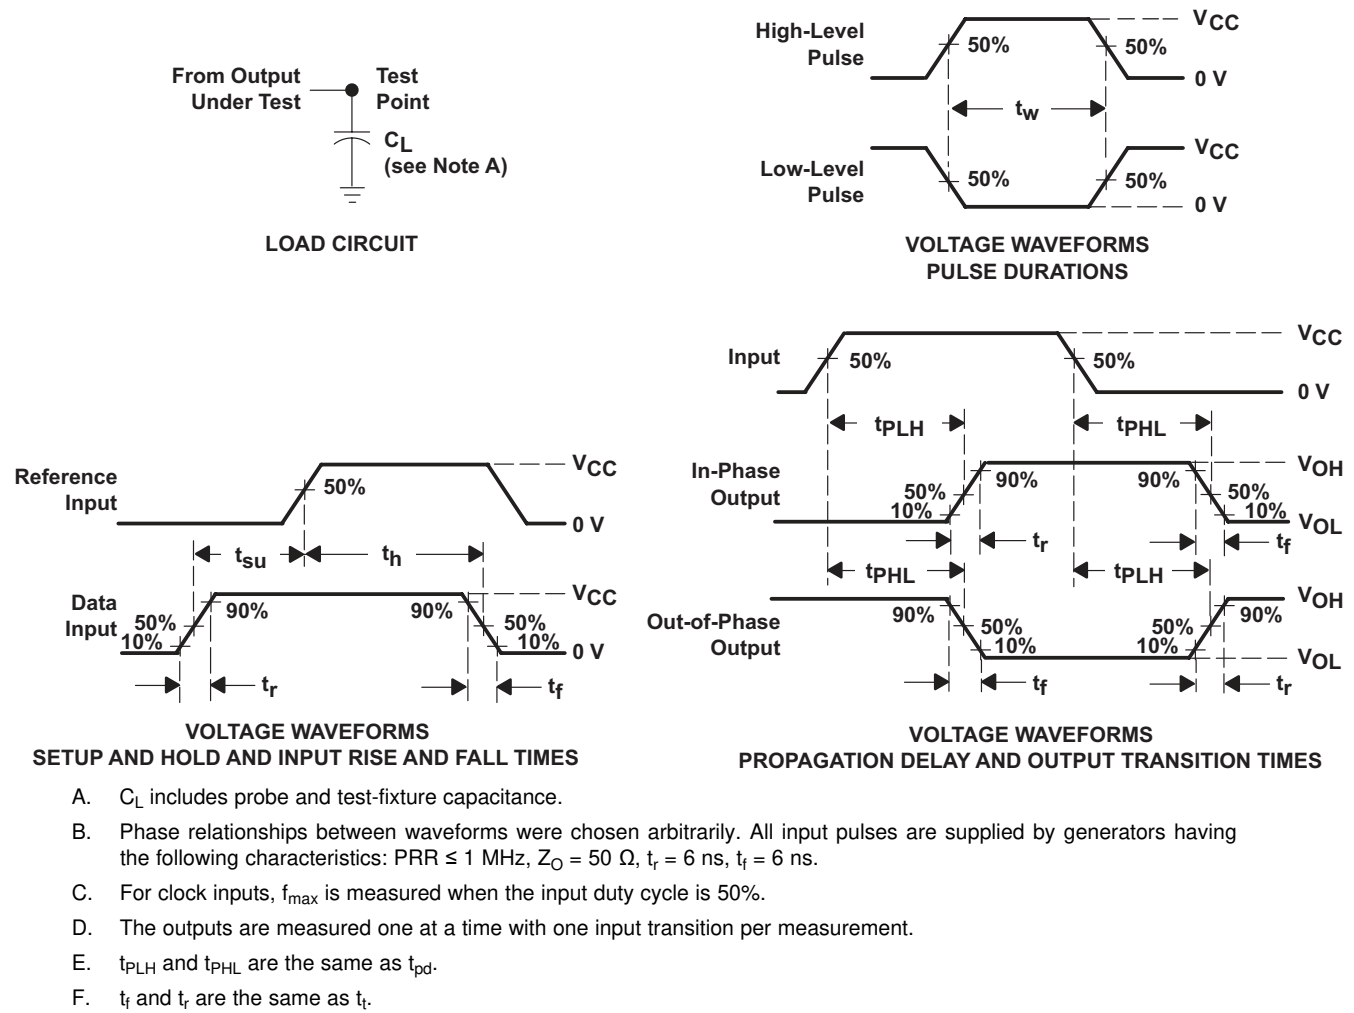 From Output
Under Test
Test
Point
CL
(see Note A)
LOAD CIRCUIT
High-Level
Pulse
50%
50%
VCC
0 V
tw
Low-Level
Pulse
50%
50%
VCC
0 V
VOLTAGE WAVEFORMS
PULSE DURATIONS
Reference
Input
50%
VCC
0 V
tsu
th
Data
Input
50%
10%
90%
90%
50%
10%
VCC
0 V
tr
tf
VOLTAGE WAVEFORMS
SETUP AND HOLD AND INPUT RISE AND FALL TIMES
Input
50%
50%
VCC
0 V
tPLH
tPHL
In-Phase
Output
50%
10%
90%
90%
50%
10%
VOH
VOL
tr
tf
tPHL
tPLH
Out-of-Phase
Output
90%
50%
10%
50%
10%
90%
VOH
VOL
tf
tr
VOLTAGE WAVEFORMS
PROPAGATION DELAY AND OUTPUT TRANSITION TIMES
A. CL includes probe and test-fixture capacitance.
B. Phase relationships between waveforms were chosen arbitrarily. All input pulses are supplied by generators having
the following characteristics: PRR ≤ 1 MHz, ZO = 50 Ω, tr = 6 ns, tf = 6 ns.
C. For clock inputs, fmax is measured when the input duty cycle is 50%.
D. The outputs are measured one at a time with one input transition per measurement.
E. tPLH and tPHL are the same as tpd.
F. tf and tr are the same as tt.